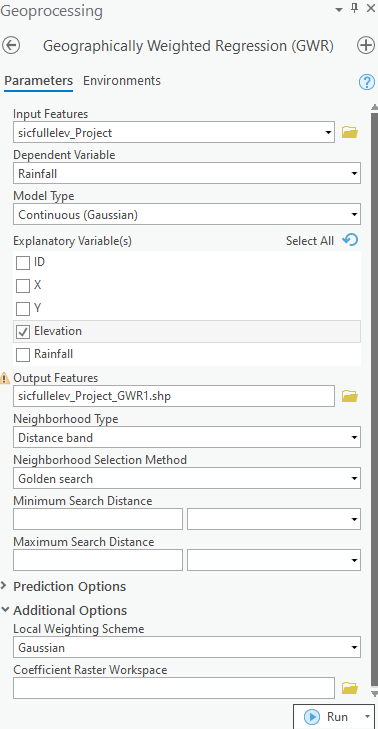 Geoprocessing
Geographically Weighted Regression (GWR)
Parameters Environments
Input Features
sicfullelev_Project
Dependent Variable
Rainfall
Model Type
Continuous (Gaussian)
Explanatory Variable(s) Select All
ID
X
Y
Elevation
Rainfall
Output Features
sicfullelev_Project_GWR1.shp
Neighborhood Type
Distance band
Neighborhood Selection Method
Golden search
Minimum Search Distance
Maximum Search Distance
Prediction Options
Additional Options
Local Weighting Scheme
Gaussian
Coefficient Raster Workspace
Run